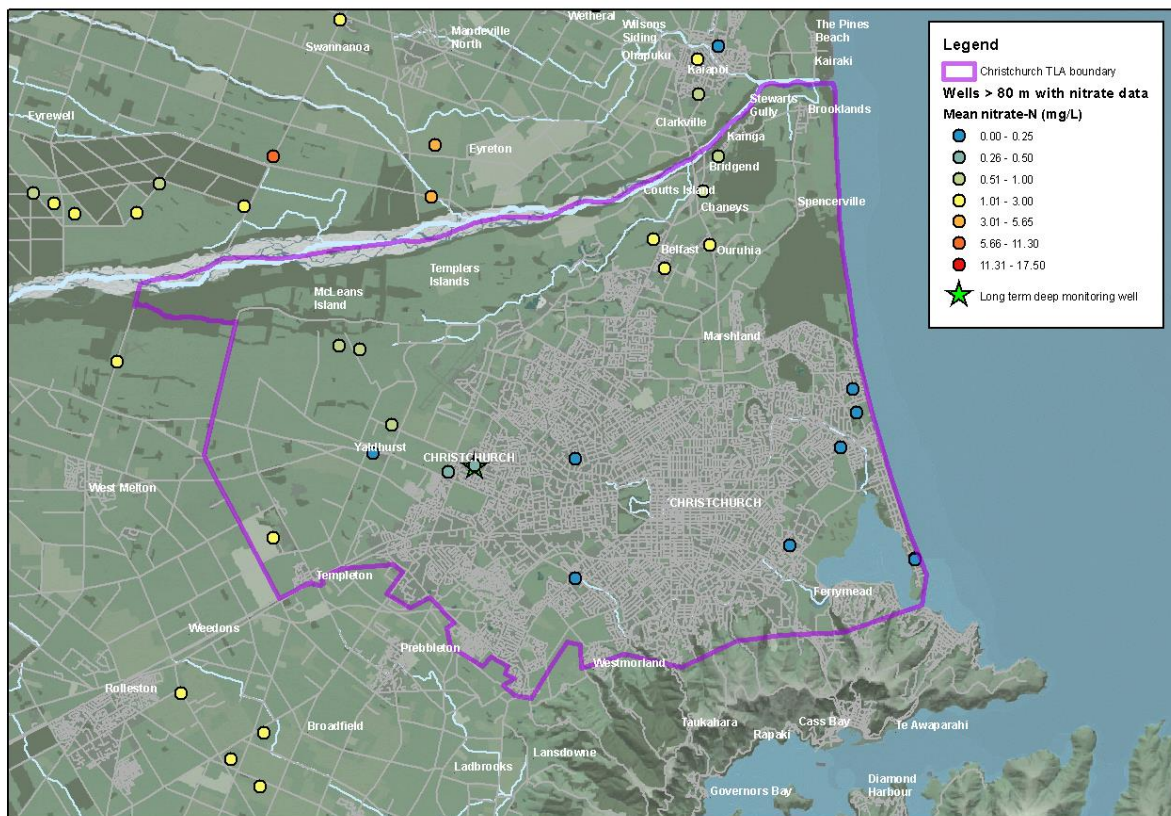 Wetheral
Wilsons
Siding
The Pines
Beach
Mandeville
North
Swannanoa
Ohapuku
Kaiapoi
Kairaki
Eyrewell
Stewarts
Gully
Brooklands
Clarkville
Kainga
Eyreton
Bridgend
Coutts Island
Chaneys
Spencerville
Belfast
Ouruhia
Templers
Islands
McLeans
Island
Marshland
Yaldhurst
CHRISTCHURCH
West Melton
CHRISTCHURCH
Templeton
Ferrymead
Weedons
Prebbleton
Westmorland
Rolleston
Broadfield
Taukahara
Cass Bay
Te Awaparahi
Rapaki
Lansdowne
Ladbrooks
Governors Bay
Diamond
Harbour
Legend
Christchurch TLA boundary
Wells > 80 m with nitrate data
Mean nitrate-N (mg/L)
0.00 - 0.25
0.26 - 0.50
0.51 - 1.00
1.01 - 3.00
3.01 - 5.65
5.66 - 11.30
11.31 - 17.50
Long term deep monitoring well